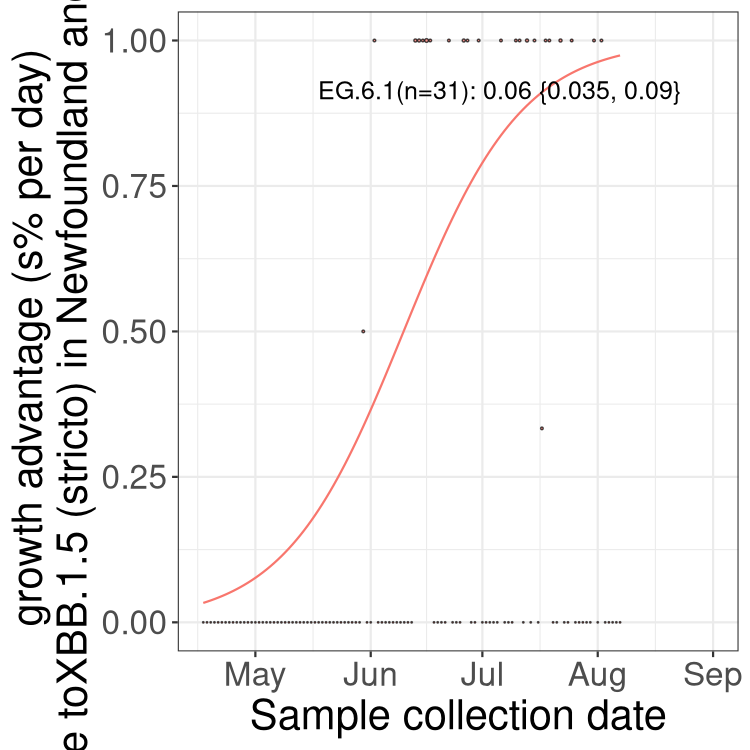 growth advantage (s% per day)
toXBB.1.5 (stricto) in Newfoundland
1.00
0.75
0.50
0.25
0.00
EG.6.1(n=31): 0.06 {0.035, 0.09}
May Jun Jul Aug Sep
Sample collection date